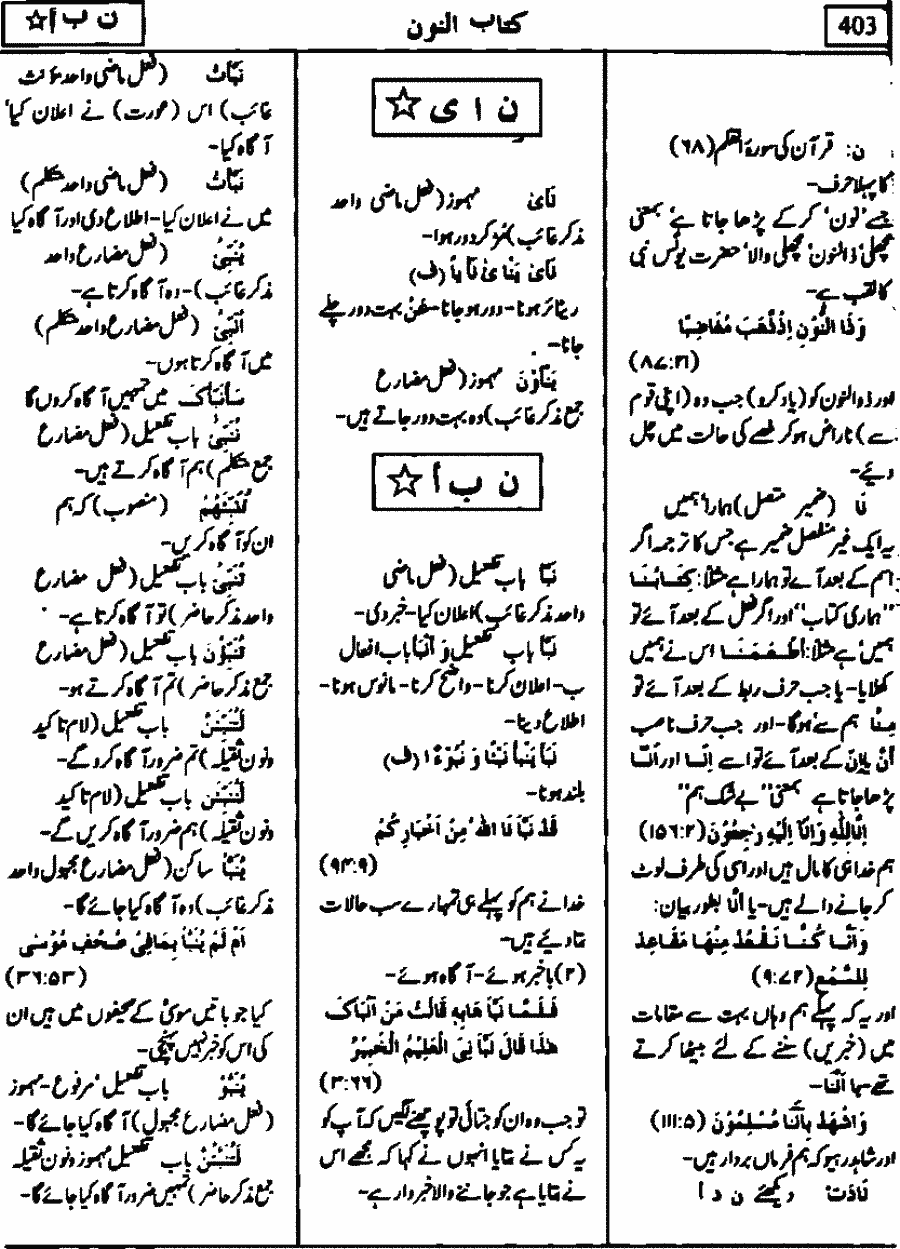 403
کتاب النون
ن ب أ ☆
ن: قرآن کی سورۂ القلم (۶۸)
کا پہلا حرف-
جسے ’نون‘ کر کے پڑھا جاتا ہے‘ بمعنی
مچھلی ذالنون‘ مچھلی والا‘ حضرت یونس نبی
کا لقب ہے-
وَذَا النُّوْنِ اِذْذَّهَبَ مُغَاضِبًا
(۸۷:۲۱)
اور ذوالنون کو (یاد کرو) جب وہ (اپنی قوم
سے) ناراض ہو کر غصے کی حالت میں چل
دیے-
نَا (ضمیر متصل) ہمارا‘ ہمیں
یہ ایک غیر منفصل ضمیر ہے جس کا ترجمہ اگر
اسم کے بعد آئے تو ہمارا ہے مثلاً: کِتَابُنَا
’’ہماری کتاب‘‘ اور اگر فعل کے بعد آئے تو
ہمیں‘ ہے مثلاً: اَطْعَمَنَا اس نے ہمیں
کھلایا- یا جب حرف ربط کے بعد آئے تو
مِنَّا ہم سے‘ ہوگا- اور جب حرف ناصب
اَنَّ یا اِنَّ کے بعد آئے تو اسے اِنَّا اور اَنَّا
پڑھا جاتا ہے بمعنی ’’بے شک ہم‘‘
اِنَّا لِلّٰهِ وَاِنَّآ اِلَيْهِ رٰجِعُوْنَ (۱۵۶:۲)
ہم خدا ہی کا مال ہیں اور اسی کی طرف لوٹ
کر جانے والے ہیں- یا اَنَّا بطور بیان:
وَاَنَّا كُنَّا نَقْعُدُ مِنْهَا مَقَاعِدَ
لِلسَّمْعِ (۹:۷۲)
اور یہ کہ پہلے ہم وہاں بہت سے مقامات
میں (خبریں) سننے کے لئے بیٹھا کرتے
تھے- بہا اَنَّنَا-
وَاشْهَدْ بِاَنَّنَا مُسْلِمُوْنَ (۱۱۱:۵)
اور شاہد رہیو کہ ہم فرماں بردار ہیں-
نَادَتْ دیکھئے ن د أ
ن ا ی ☆
نَاٰیَ مہموز (فعل ماضی واحد
مذکر غائب) مڑ کر دور ہوا-
نَاٰیَ یَنْاٰیُ نَاْ یاً (ف)
ریٹائر ہونا- دور ہو جانا- عَنْ بہت دور چلے
جانا-
یَنْاَوْنَ مہموز (فعل مضارع
جمع مذکر غائب) وہ بہت دور جاتے ہیں-
ن ب أ ☆
نَبَّاَ باب تفعیل (فعل ماضی
واحد مذکر غائب) اعلان کیا- خبر دی-
نَبَّاَ باب تفعیل وَ اَنْبَاَ باب افعال
ب- اعلان کرنا- واضح کرنا- مانوس ہونا-
اطلاع دینا-
نَبَاَ یَنْبَاُ نَبْئًا وَ نُبُوْءً ا (ف)
بلند ہونا-
قَدْ نَبَّاَ نَا اللّٰهُ مِنْ اَخْبَارِ كُمْ
(۹۴:۹)
خدا نے ہم کو پہلے ہی تمہارے سب حالات
بتا دیئے ہیں-
(۲) باخبر ہوئے- آگاہ ہوئے-
فَلَمَّا نَبَّاَ هَابِهٖ قَالَتْ مَنْ اَنْبَاَكَ
هٰذَا قَالَ نَبَّاَ نِيَ الْعَلِيْمُ الْخَبِيْرُ
(۳:۶۶)
تو جب وہ ان کو جتائی تو پوچھنے لگیں کہ آپ کو
یہ کس نے بتایا انہوں نے کہا کہ مجھے اس
نے بتایا ہے جو جاننے والا خبردار ہے-
نَبَّاَتْ (فعل ماضی واحد مؤنث
غائب) اس (عورت) نے اعلان کیا‘
آگاہ کیا-
نَبَّاْتُ (فعل ماضی واحد متکلم)
میں نے اعلان کیا- اطلاع دی اور آگاہ کیا
یُنَبِّئُ (فعل مضارع واحد
مذکر غائب)- وہ آگاہ کرتا ہے-
اُنَبِّئُ (فعل مضارع واحد متکلم)
میں آگاہ کرتا ہوں-
سَاُنَبِّئُکَ میں تمہیں آگاہ کروں گا
نُنَبِّئُ باب تفعیل (فعل مضارع
جمع متکلم) ہم آگاہ کرتے ہیں-
لَنُنَبِّئَهُمْ (منصوب) کہ ہم
ان کو آگاہ کریں-
تُنَبِّئُ باب تفعیل (فعل مضارع
واحد مذکر حاضر) تو آگاہ کرتا ہے-
تُنَبِّؤُنَ باب تفعیل (فعل مضارع
جمع مذکر حاضر) تم آگاہ کرتے ہو-
لَتُنَبِّئَنَّ باب تفعیل (لام تاکید
و نون ثقیلہ) تم ضرور آگاہ کرو گے-
لَنُنَبِّئَنَّ باب تفعیل (لام تاکید
و نون ثقیلہ) ہم ضرور آگاہ کریں گے-
یُنَبَّاْ ساکن (فعل مضارع مجہول واحد
مذکر غائب) وہ آگاہ کیا جائے گا-
اَمْ لَمْ يُنَبَّاْ بِمَافِيْ صُحُفِ مُوْسٰى
(۳۶:۵۳)
کیا جو باتیں موسیٰ کے صحیفوں میں ہیں ان
کی اس کو خبر نہیں پہنچی-
یُنَبَّؤُ باب تفعیل‘ مرفوع- مہموز
(فعل مضارع مجہول) آگاہ کیا جائے گا-
لَتُنَبَّؤُنَّ باب تفعیل مہموز و نون ثقیلہ
جمع مذکر حاضر) تمہیں ضرور آگاہ کیا جائے گا-